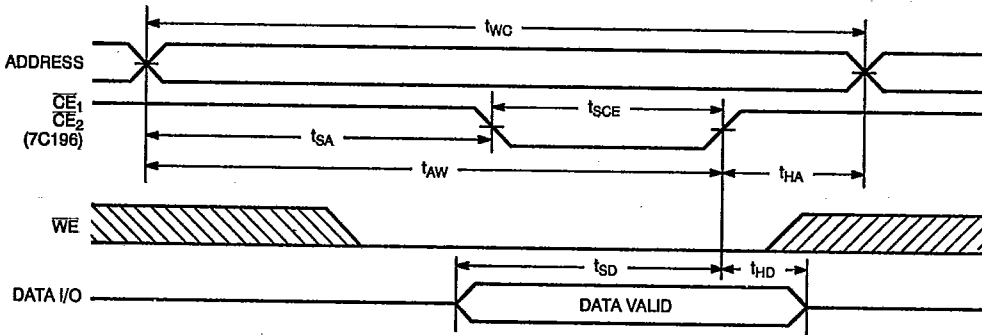 tWC
ADDRESS
CE1
CE2
(7C196)
tSCE
tSA
tAW
tHA
WE
tSD
tHD
DATA I/O
DATA VALID